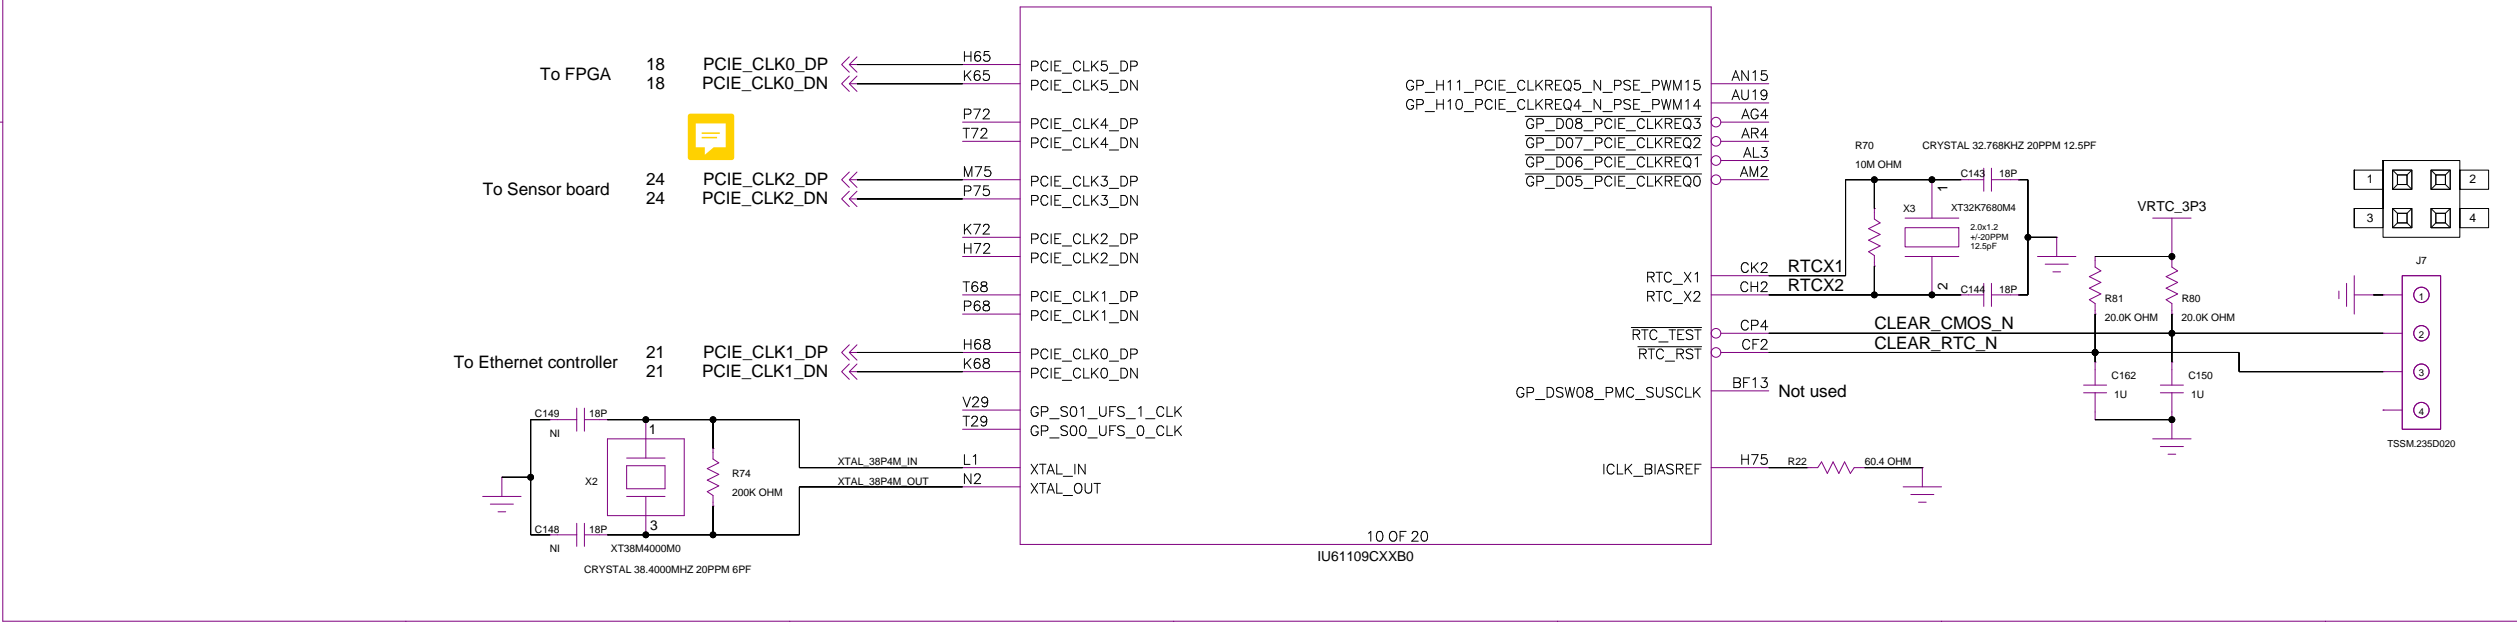 To FPGA
18 PCIE_CLK0_DP
18 PCIE_CLK0_DN
To Sensor board
24 PCIE_CLK2_DP
24 PCIE_CLK2_DN
To Ethernet controller
21 PCIE_CLK1_DP
21 PCIE_CLK1_DN
H65 PCIE_CLK5_DP
K65 PCIE_CLK5_DN
P72 PCIE_CLK4_DP
T72 PCIE_CLK4_DN
M75 PCIE_CLK3_DP
P75 PCIE_CLK3_DN
K72 PCIE_CLK2_DP
H72 PCIE_CLK2_DN
T68 PCIE_CLK1_DP
P68 PCIE_CLK1_DN
H68 PCIE_CLK0_DP
K68 PCIE_CLK0_DN
V29 GP_S01_UFS_1_CLK
T29 GP_S00_UFS_0_CLK
XTAL_38P4M_IN L1 XTAL_IN
XTAL_38P4M_OUT N2 XTAL_OUT
C149 18P
NI
1
X2
R74
200K OHM
3
C148 18P
NI
XT38M4000M0
CRYSTAL 38.4000MHZ 20PPM 6PF
GP_H11_PCIE_CLKREQ5_N_PSE_PWM15 AN15
GP_H10_PCIE_CLKREQ4_N_PSE_PWM14 AU19
GP_D08_PCIE_CLKREQ3 AG4
GP_D07_PCIE_CLKREQ2 AR4
GP_D06_PCIE_CLKREQ1 AL3
GP_D05_PCIE_CLKREQ0 AM2
RTC_X1 CK2 RTCX1
RTC_X2 CH2 RTCX2
RTC_TEST CP4 CLEAR_CMOS_N
RTC_RST CF2 CLEAR_RTC_N
GP_DSW08_PMC_SUSCLK BF13 Not used
ICLK_BIASREF H75 R22 60.4 OHM
10 OF 20
IU61109CXXB0
R70
10M OHM
CRYSTAL 32.768KHZ 20PPM 12.5PF
C143 18P
1
X3
XT32K7680M4
2.0x1.2
+/-20PPM
12.5pF
2
C144 18P
VRTC_3P3
R81
20.0K OHM
R80
20.0K OHM
C162
1U
C150
1U
1 2
3 4
J7
1
2
3
4
TSSM.235D020